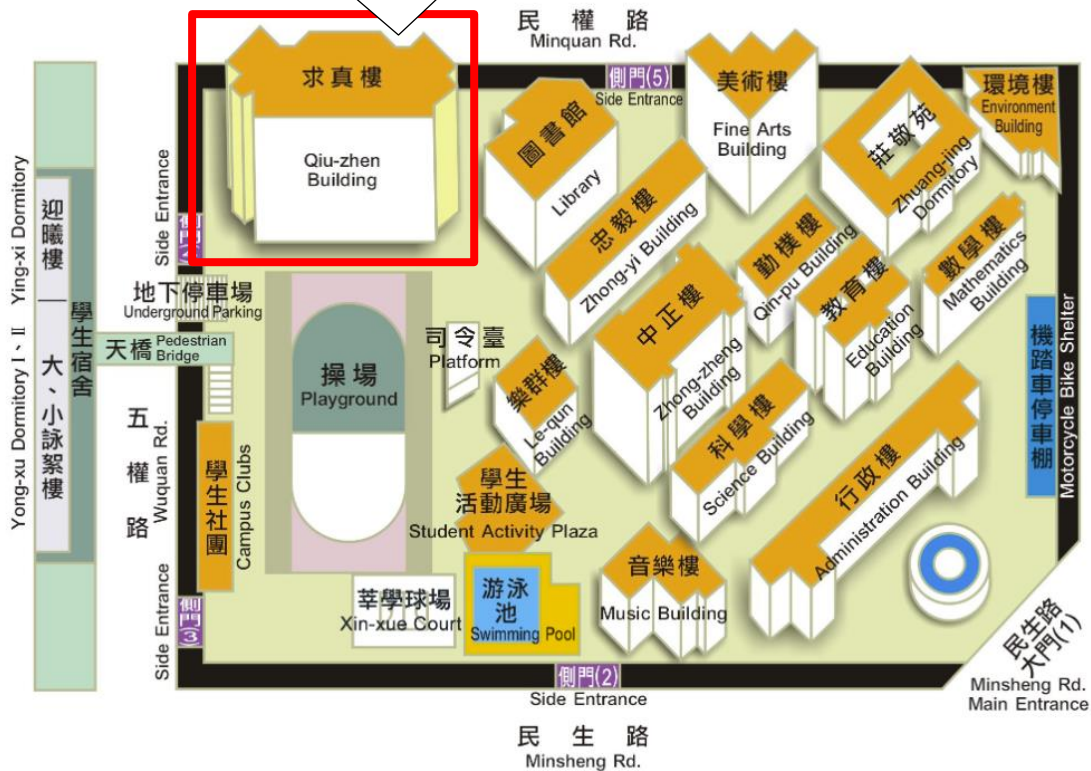 民權路
Minquan Rd.
求真樓
Qiu-zhen
Building
側門(5)
Side Entrance
圖書館
Library
美術樓
Fine Arts
Building
莊敬苑
Zhuang-jing
Dormitory
環境樓
Environment
Building
忠毅樓
Zhong-yi Building
勤樸樓
Qin-pu Building
數學樓
Mathematics
Building
教育樓
Education
Building
中正樓
Zhong-zheng
Building
Side Entrance
側門(4)
地下停車場
Underground Parking
天橋
Pedestrian
Bridge
Ying-xi Dormitory
迎曦樓
學生宿舍
Yong-xu Dormitory I、II
大、小詠絮樓
五權路
Wuquan Rd.
操場
Playground
司令臺
Platform
樂群樓
Le-qun
Building
科學樓
Science Building
行政樓
Administration Building
機踏車停車棚
Motorcycle Bike Shelter
學生社團
Campus Clubs
學生
活動廣場
Student Activity Plaza
音樂樓
Music Building
莘學球場
Xin-xue Court
游泳
池
Swimming Pool
Side Entrance
側門(3)
側門(2)
Side Entrance
民生路
大門(1)
Minsheng Rd.
Main Entrance
民生路
Minsheng Rd.